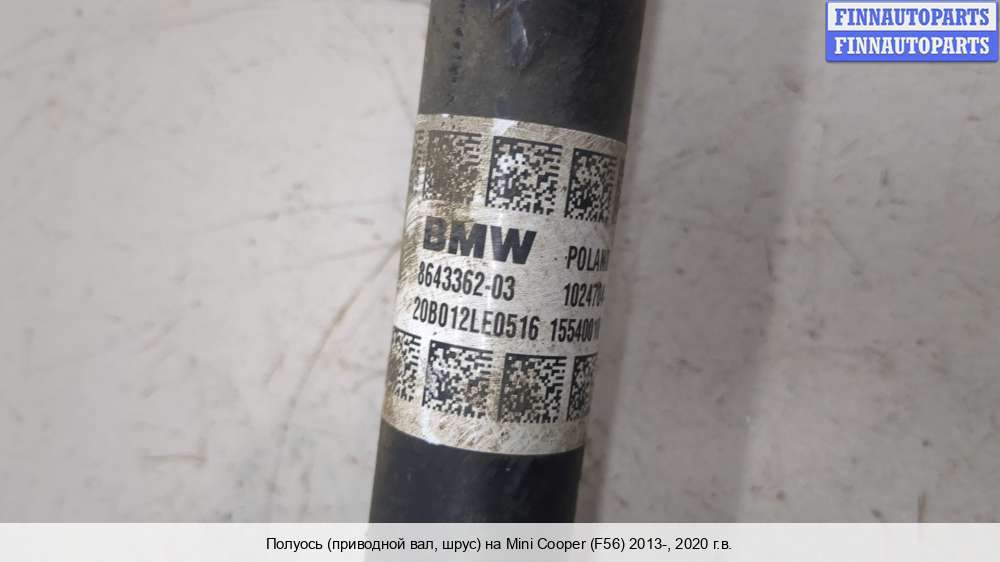 FINNAUTOPARTS
FINNAUTOPARTS
BMW
8643362-03
20B012LE0516
Полуось (приводной вал, шрус) на Mini Cooper (F56) 2013-, 2020 г.в.